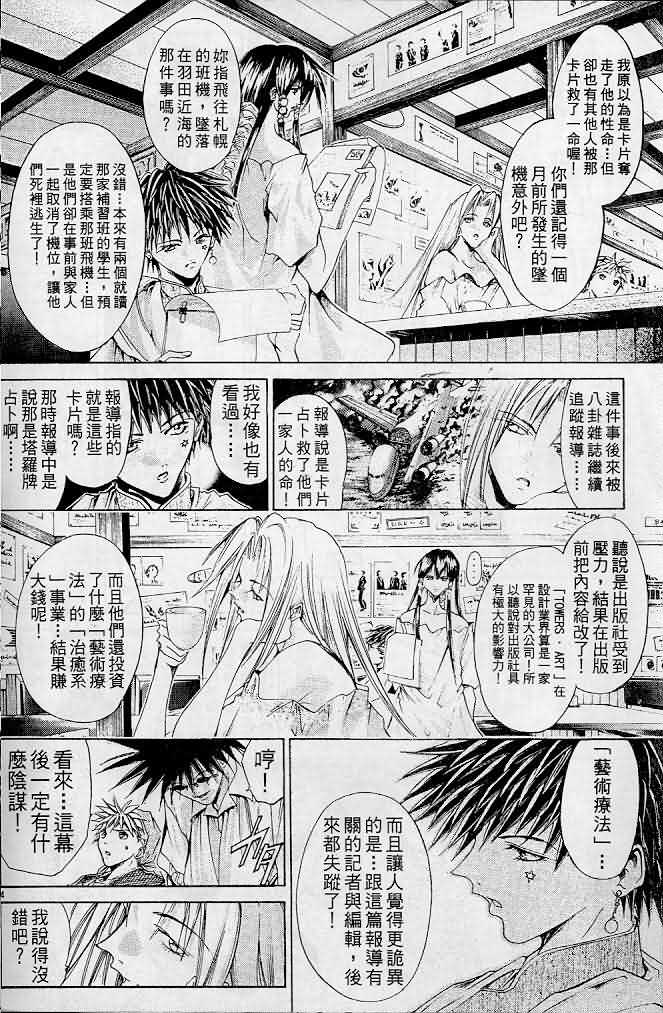 我原以為是卡片奪
走了他的性命…但
卻也有其他人被那
卡片救了一命喔！
你們還記得一個
月前所發生的墜
機意外吧？
妳指飛往札幌
的班機，墜落
在羽田近海的
那件事嗎？
沒錯…本來有兩個就讀
那家補習班的學生，預
定要搭乘那班飛機…但
是他們卻在事前與家人
一起取消了機位，讓他
們死裡逃生了！
這件事後來被
八卦雜誌繼續
追蹤報導……
報導說是卡片
占卜救了他們
一家人的命！
我好像也有
看過……
報導指的
就是這些
卡片嗎？
那時報導中是
說那是塔羅牌
占卜啊……
聽說是出版社受到
壓力，結果在出版
前把內容給改了！
「TOWERS．ART」在
設計業界算是一家
罕見的大公司！所
以聽說對出版社具
有極大的影響力！
而且他們還投資
了什麼「藝術療
法」的「治癒系
」事業…結果賺
大錢呢！
「藝術療法」…
而且讓人覺得更詭異
的是…跟這篇報導有
關的記者與編輯，後
來都失蹤了！
哼！
看來…這幕
後一定有什
麼陰謀！
我說得沒
錯吧？